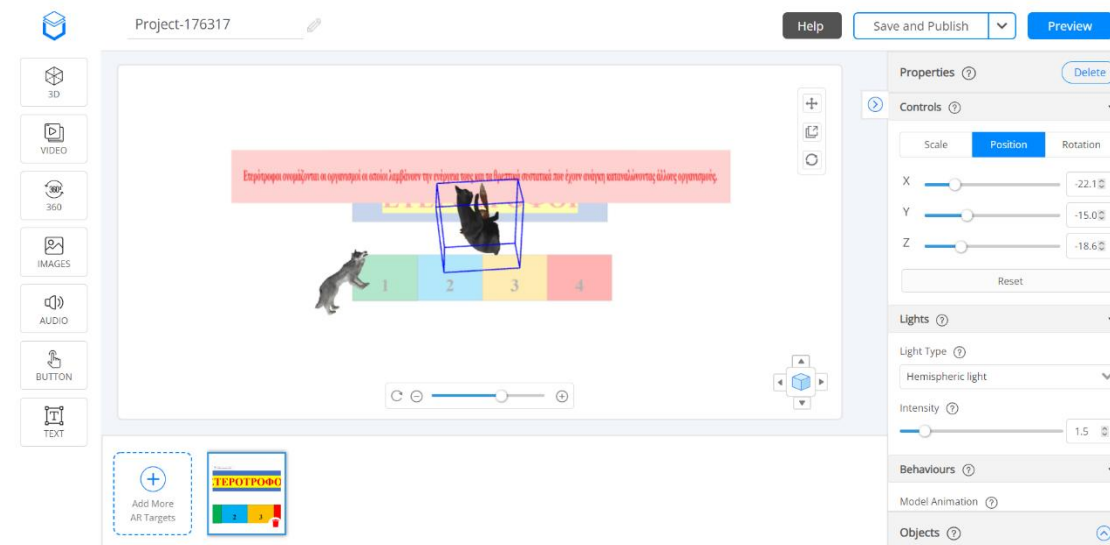 Project-176317
Help
Save and Publish
Preview
3D
VIDEO
360
IMAGES
AUDIO
BUTTON
TEXT
Ετερότροφοι ονομάζονται οι οργανισμοί οι οποίοι λαμβάνουν την ενέργεια τους και τα θρεπτικά συστατικά που έχουν ανάγκη καταναλώνοντας άλλους οργανισμούς.
1 2 3 4
Add More
AR Targets
ΤΕΡΟΤΡΟΦΟ
2 3
Properties
Delete
Controls
Scale Position Rotation
X -22.1
Y -15.0
Z -18.6
Reset
Lights
Light Type
Hemispheric light
Intensity
1.5
Behaviours
Model Animation
Objects